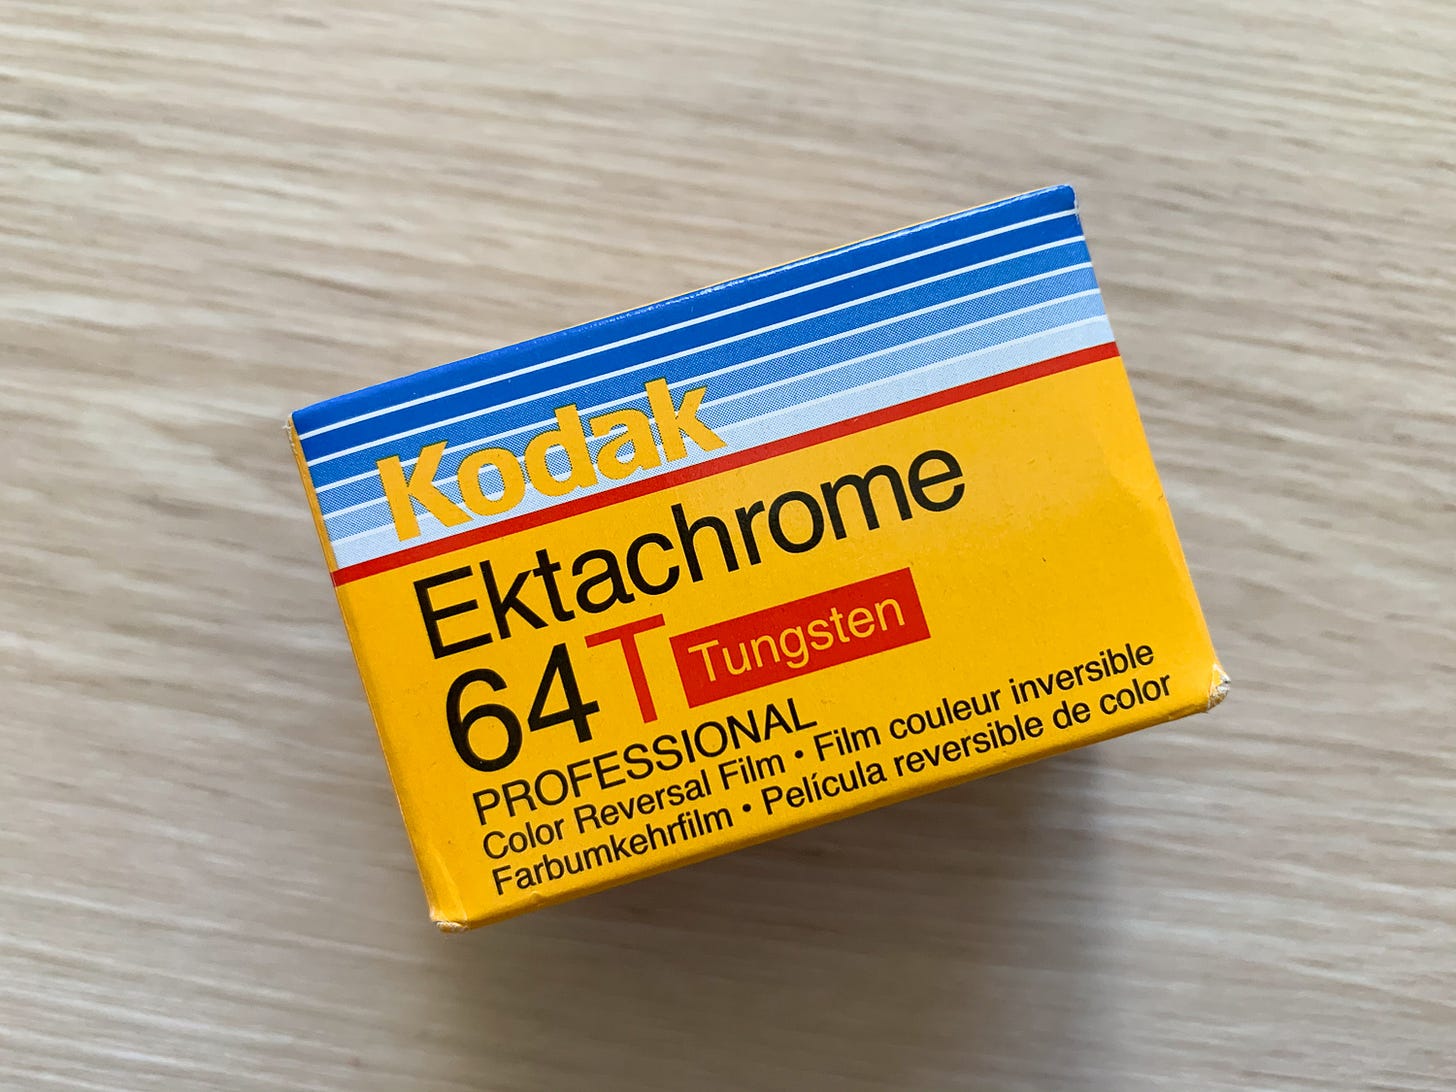 Kodak
Ektachrome
64T Tungsten
PROFESSIONAL
Color Reversal Film • Film couleur inversible
Farbumkehrfilm • Película reversible de color